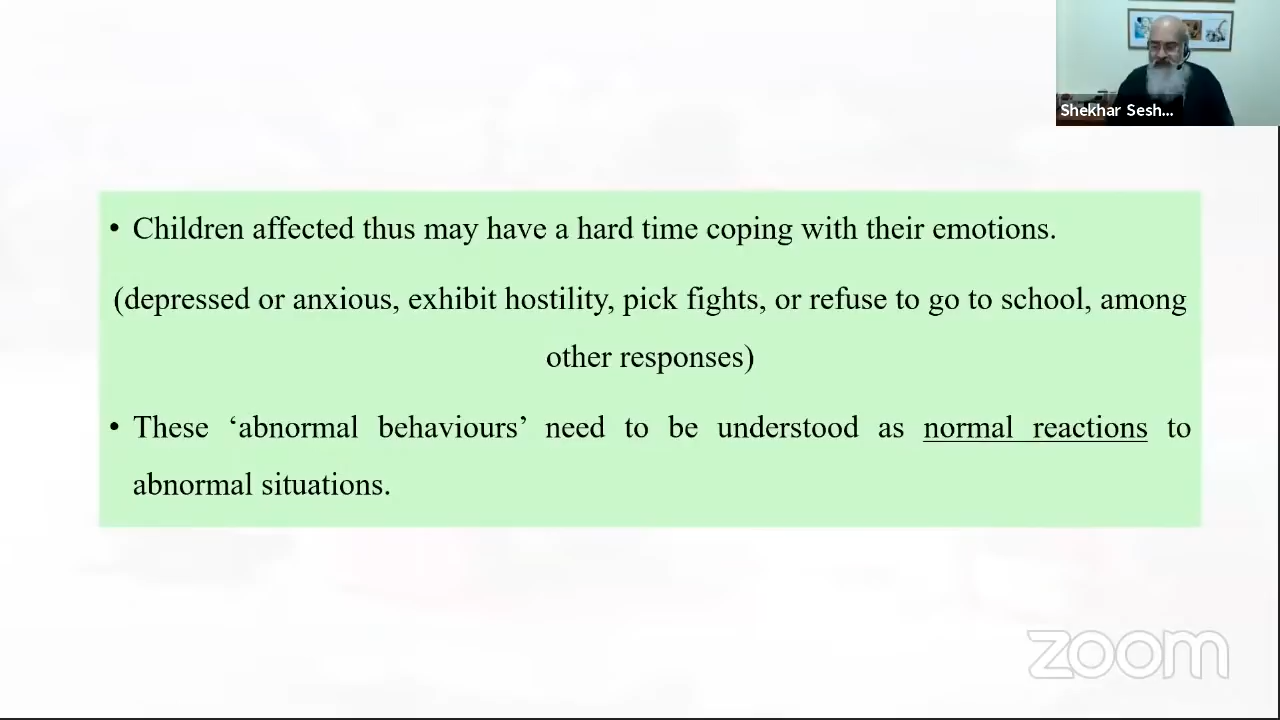 Shekhar Sesh...
• Children affected thus may have a hard time coping with their emotions.
(depressed or anxious, exhibit hostility, pick fights, or refuse to go to school, among
other responses)
• These ‘abnormal behaviours’ need to be understood as normal reactions to
abnormal situations.
zoom